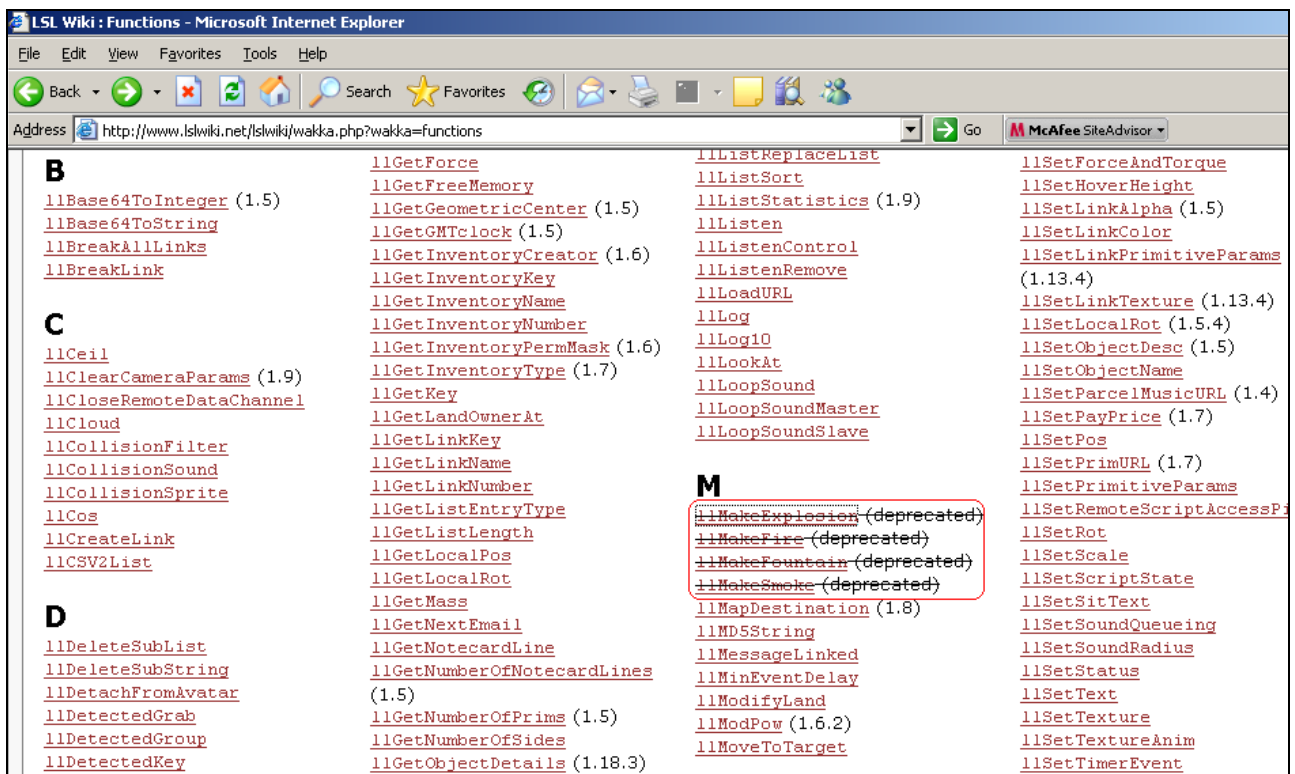 LSL Wiki : Functions - Microsoft Internet Explorer
File Edit View Favorites Tools Help
Back Search Favorites
Address http://www.lslwiki.net/lslwiki/wakka.php?wakka=functions Go McAfee SiteAdvisor
B
llBase64ToInteger (1.5)
llBase64ToString
llBreakAllLinks
llBreakLink
C
llCeil
llClearCameraParams (1.9)
llCloseRemoteDataChannel
llCloud
llCollisionFilter
llCollisionSound
llCollisionSprite
llCos
llCreateLink
llCSV2List
D
llDeleteSubList
llDeleteSubString
llDetachFromAvatar
llDetectedGrab
llDetectedGroup
llDetectedKey
llGetForce
llGetFreeMemory
llGetGeometricCenter (1.5)
llGetGMTclock (1.5)
llGetInventoryCreator (1.6)
llGetInventoryKey
llGetInventoryName
llGetInventoryNumber
llGetInventoryPermMask (1.6)
llGetInventoryType (1.7)
llGetKey
llGetLandOwnerAt
llGetLinkKey
llGetLinkName
llGetLinkNumber
llGetListEntryType
llGetListLength
llGetLocalPos
llGetLocalRot
llGetMass
llGetNextEmail
llGetNotecardLine
llGetNumberOfNotecardLines
(1.5)
llGetNumberOfPrims (1.5)
llGetNumberOfSides
llGetObjectDetails (1.18.3)
llListReplaceList
llListSort
llListStatistics (1.9)
llListen
llListenControl
llListenRemove
llLoadURL
llLog
llLog10
llLookAt
llLoopSound
llLoopSoundMaster
llLoopSoundSlave
M
llMakeExplosion (deprecated)
llMakeFire (deprecated)
llMakeFountain (deprecated)
llMakeSmoke (deprecated)
llMapDestination (1.8)
llMD5String
llMessageLinked
llMinEventDelay
llModifyLand
llModPow (1.6.2)
llMoveToTarget
llSetForceAndTorque
llSetHoverHeight
llSetLinkAlpha (1.5)
llSetLinkColor
llSetLinkPrimitiveParams
(1.13.4)
llSetLinkTexture (1.13.4)
llSetLocalRot (1.5.4)
llSetObjectDesc (1.5)
llSetObjectName
llSetParcelMusicURL (1.4)
llSetPayPrice (1.7)
llSetPos
llSetPrimURL (1.7)
llSetPrimitiveParams
llSetRemoteScriptAccessPi
llSetRot
llSetScale
llSetScriptState
llSetSitText
llSetSoundQueueing
llSetSoundRadius
llSetStatus
llSetText
llSetTexture
llSetTextureAnim
llSetTimerEvent